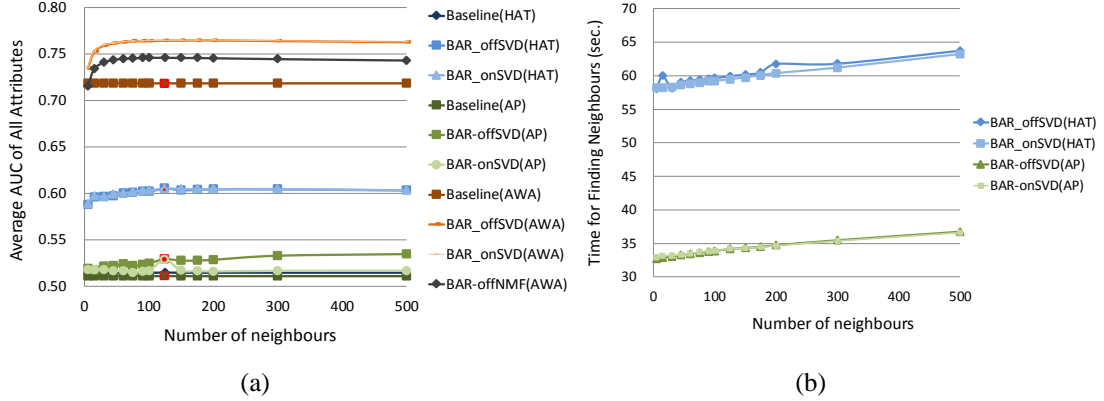 0.80
0.75
0.70
0.65
0.60
0.55
0.50
0 100 200 300 400 500
Average AUC of All Attributes
Number of neighbours
Baseline(HAT)
BAR_offSVD(HAT)
BAR_onSVD(HAT)
Baseline(AP)
BAR-offSVD(AP)
BAR-onSVD(AP)
Baseline(AWA)
BAR_offSVD(AWA)
BAR_onSVD(AWA)
BAR-offNMF(AWA)
(a)
70
65
60
55
50
45
40
35
30
0 100 200 300 400 500
Time for Finding Neighbours (sec.)
Number of neighbours
BAR_offSVD(HAT)
BAR_onSVD(HAT)
BAR-offSVD(AP)
BAR-onSVD(AP)
(b)